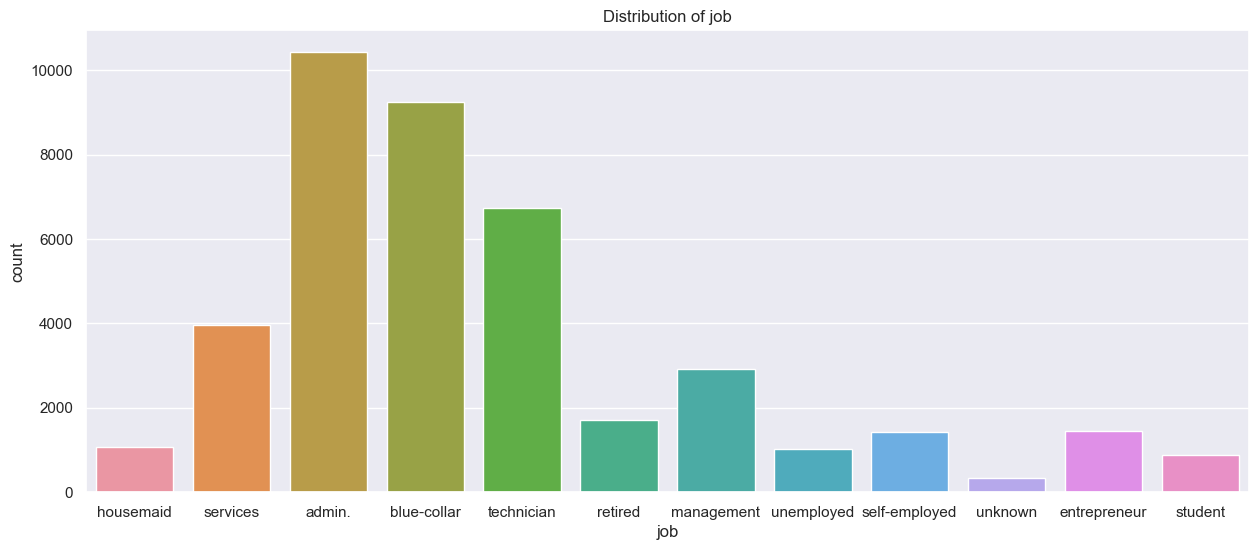 Distribution of job
10000
8000
6000
4000
2000
0
count
housemaid services admin. blue-collar technician retired management unemployed self-employed unknown entrepreneur student
job